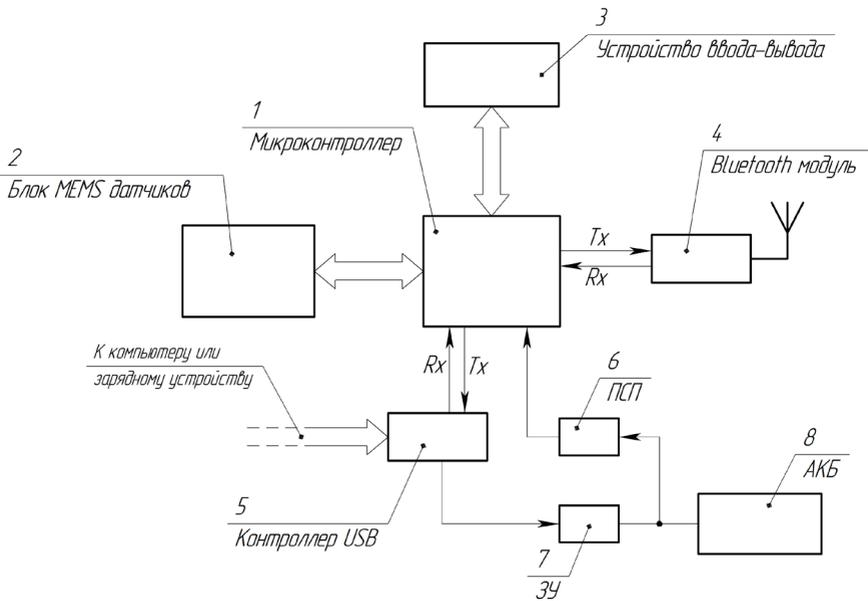 3
Устройство ввода-вывода
1
Микроконтроллер
4
Bluetooth модуль
2
Блок MEMS датчиков
Tx
Rx
К компьютеру или
зарядному устройству
Rx
Tx
6
ПСП
8
АКБ
5
Контроллер USB
7
ЗУ